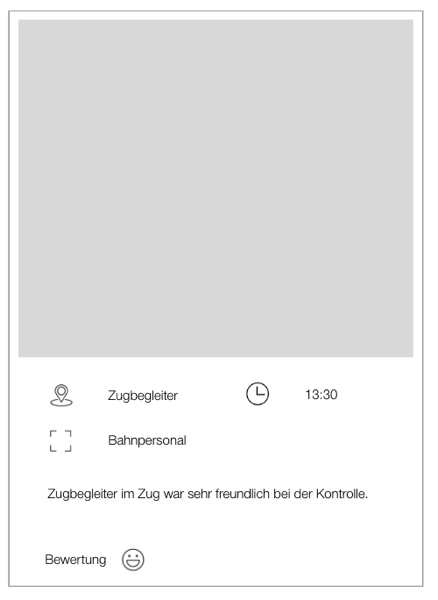 Zugbegleiter 13:30
Bahnpersonal
Zugbegleiter im Zug war sehr freundlich bei der Kontrolle.
Bewertung